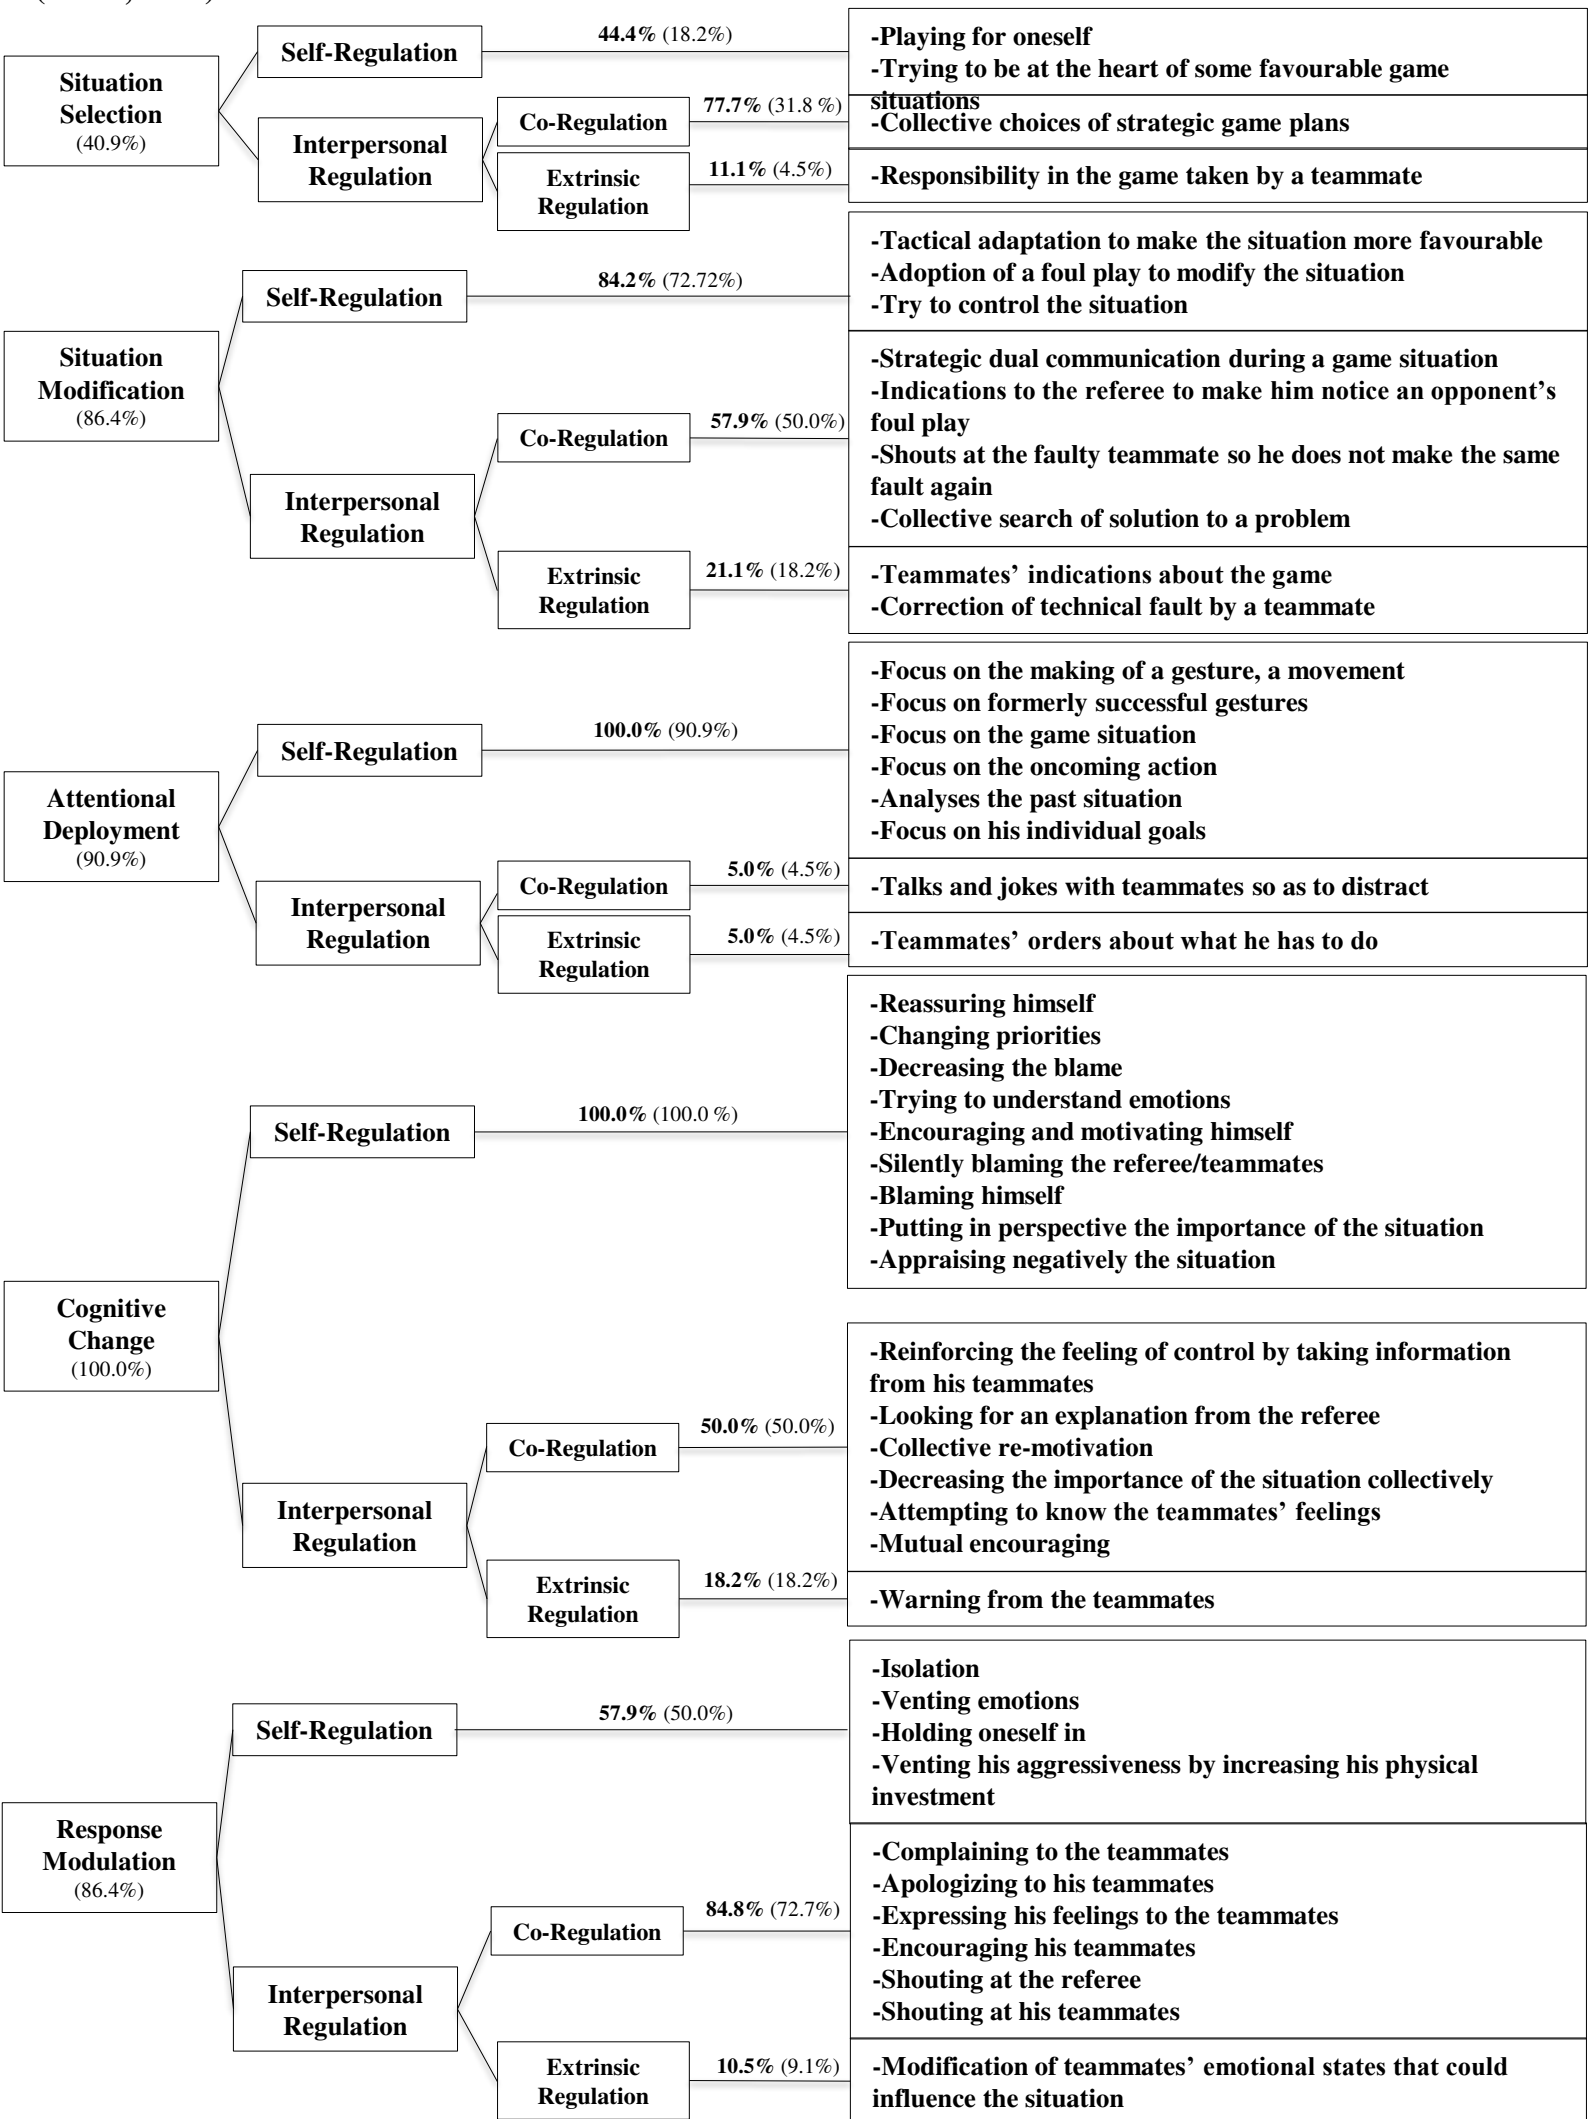 Situation
Selection
(40.9%)
Self-Regulation
44.4% (18.2%)
-Playing for oneself
-Trying to be at the heart of some favourable game
situations
Interpersonal
Regulation
Co-Regulation
77.7% (31.8 %)
-Collective choices of strategic game plans
Extrinsic
Regulation
11.1% (4.5%)
-Responsibility in the game taken by a teammate
Situation
Modification
(86.4%)
Self-Regulation
84.2% (72.72%)
-Tactical adaptation to make the situation more favourable
-Adoption of a foul play to modify the situation
-Try to control the situation
Interpersonal
Regulation
Co-Regulation
57.9% (50.0%)
-Strategic dual communication during a game situation
-Indications to the referee to make him notice an opponent’s
foul play
-Shouts at the faulty teammate so he does not make the same
fault again
-Collective search of solution to a problem
Extrinsic
Regulation
21.1% (18.2%)
-Teammates’ indications about the game
-Correction of technical fault by a teammate
Attentional
Deployment
(90.9%)
Self-Regulation
100.0% (90.9%)
-Focus on the making of a gesture, a movement
-Focus on formerly successful gestures
-Focus on the game situation
-Focus on the oncoming action
-Analyses the past situation
-Focus on his individual goals
Interpersonal
Regulation
Co-Regulation
5.0% (4.5%)
-Talks and jokes with teammates so as to distract
Extrinsic
Regulation
5.0% (4.5%)
-Teammates’ orders about what he has to do
Cognitive
Change
(100.0%)
Self-Regulation
100.0% (100.0 %)
-Reassuring himself
-Changing priorities
-Decreasing the blame
-Trying to understand emotions
-Encouraging and motivating himself
-Silently blaming the referee/teammates
-Blaming himself
-Putting in perspective the importance of the situation
-Appraising negatively the situation
Interpersonal
Regulation
Co-Regulation
50.0% (50.0%)
-Reinforcing the feeling of control by taking information
from his teammates
-Looking for an explanation from the referee
-Collective re-motivation
-Decreasing the importance of the situation collectively
-Attempting to know the teammates’ feelings
-Mutual encouraging
Extrinsic
Regulation
18.2% (18.2%)
-Warning from the teammates
Response
Modulation
(86.4%)
Self-Regulation
57.9% (50.0%)
-Isolation
-Venting emotions
-Holding oneself in
-Venting his aggressiveness by increasing his physical
investment
Interpersonal
Regulation
Co-Regulation
84.8% (72.7%)
-Complaining to the teammates
-Apologizing to his teammates
-Expressing his feelings to the teammates
-Encouraging his teammates
-Shouting at the referee
-Shouting at his teammates
Extrinsic
Regulation
10.5% (9.1%)
-Modification of teammates’ emotional states that could
influence the situation